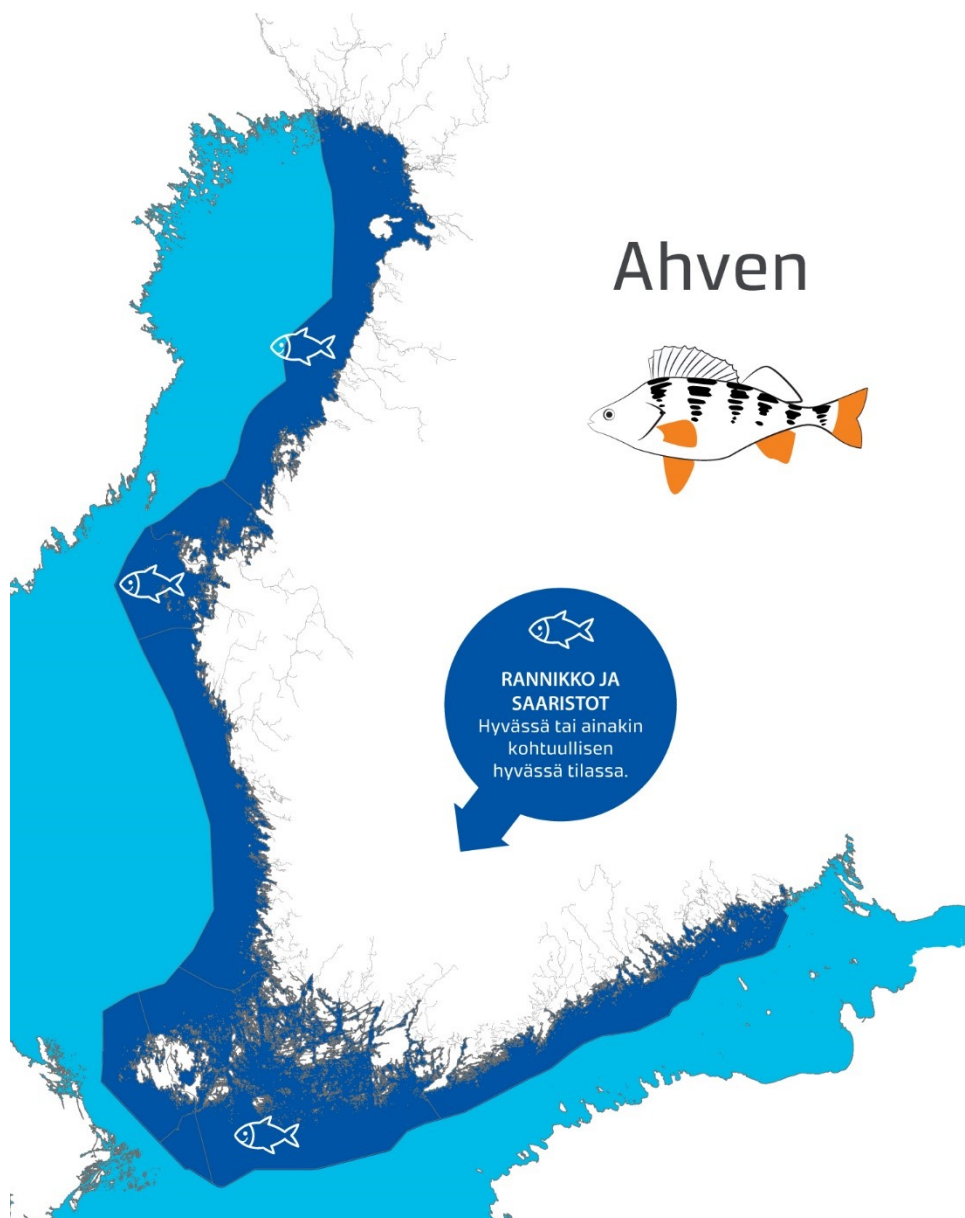 Ahven
RANNIKKO JA
SAARISTOT
Hyvässä tai ainakin
kohtuullisen
hyvässä tilassa.